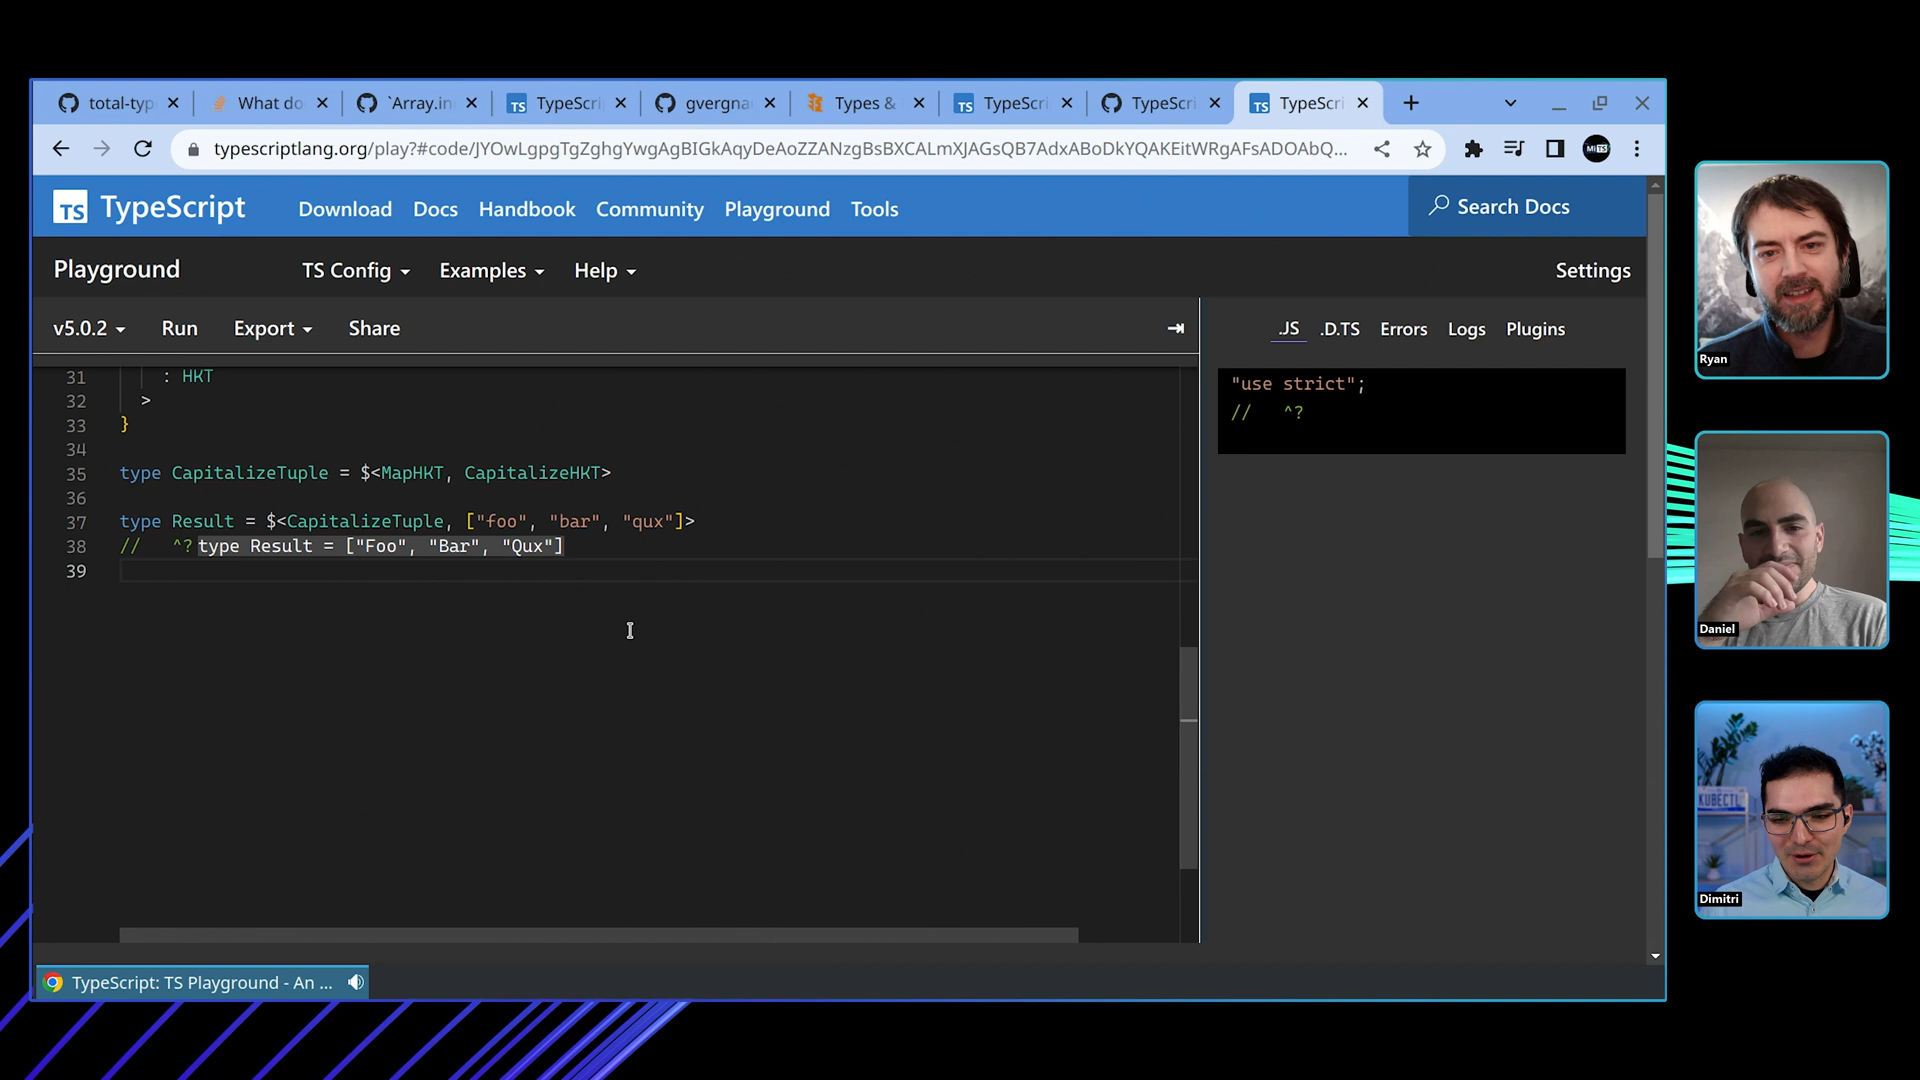 total-typ
What do
`Array.in
TypeScri
gvergna
Types &
TypeScri
TypeScri
TypeScri
typescriptlang.org/play?#code/JYOwLgpgTgZghgYwgAgBIGkAqyDeAoZZANzgBsBXCALmXJAGsQB7AdxABoDkYQAKEitWRgAFsADOAbQ...
MiTS
TS TypeScript
Download Docs Handbook Community Playground Tools
Search Docs
Playground
TS Config Examples Help
Settings
v5.0.2 Run Export Share
.JS .D.TS Errors Logs Plugins
31 : HKT
32 >
33 }
34
35 type CapitalizeTuple = $<MapHKT, CapitalizeHKT>
36
37 type Result = $<CapitalizeTuple, ["foo", "bar", "qux"]>
38 // ^? type Result = ["Foo", "Bar", "Qux"]
39
"use strict";
// ^?
TypeScript: TS Playground - An ...
Ryan
Daniel
KUBECTL
Dimitri